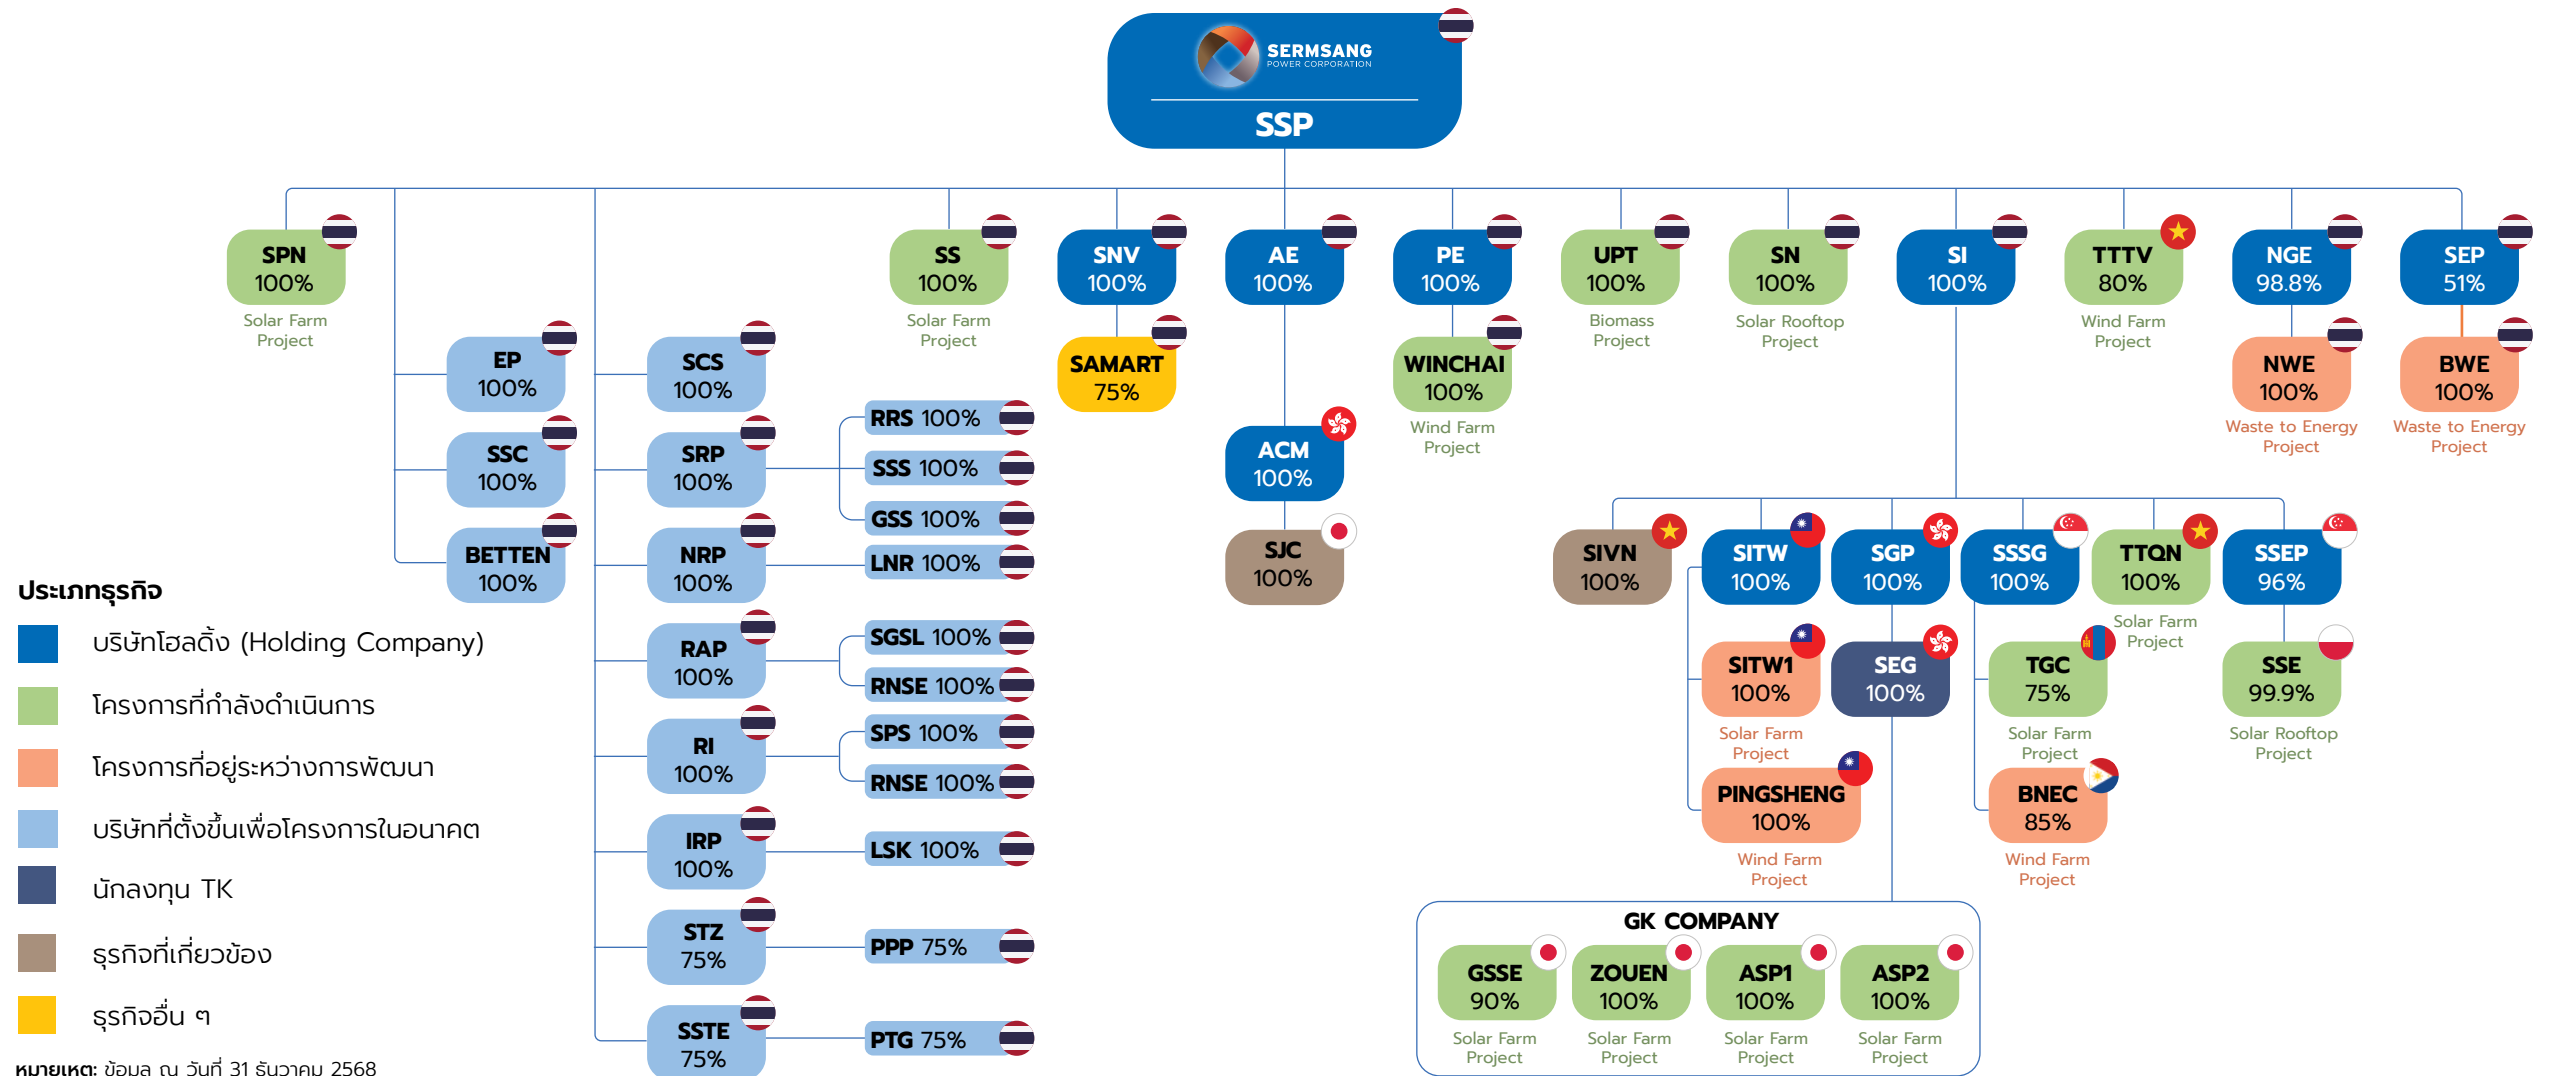 SERMSANG
POWER CORPORATION
SSP
SPN
100%
Solar Farm
Project
EP
100%
SSC
100%
BETTEN
100%
SCS
100%
SRP
100%
NRP
100%
RAP
100%
RI
100%
IRP
100%
STZ
75%
SSTE
75%
RRS 100%
SSS 100%
GSS 100%
LNR 100%
SGSL 100%
RNSE 100%
SPS 100%
RNSE 100%
LSK 100%
PPP 75%
PTG 75%
SS
100%
Solar Farm
Project
SNV
100%
SAMART
75%
AE
100%
ACM
100%
SJC
100%
PE
100%
WINCHAI
100%
Wind Farm
Project
UPT
100%
Biomass
Project
SN
100%
Solar Rooftop
Project
SI
100%
SIVN
100%
SITW
100%
SITW1
100%
Solar Farm
Project
PINGSHENG
100%
Wind Farm
Project
SGP
100%
SEG
100%
GK COMPANY
GSSE
90%
Solar Farm
Project
ZOUEN
100%
Solar Farm
Project
ASP1
100%
Solar Farm
Project
ASP2
100%
Solar Farm
Project
SSSG
100%
TGC
75%
Solar Farm
Project
BNEC
85%
Wind Farm
Project
TTQN
100%
Solar Farm
Project
SSEP
96%
SSE
99.9%
Solar Rooftop
Project
TTTV
80%
Wind Farm
Project
NGE
98.8%
NWE
100%
Waste to Energy
Project
SEP
51%
BWE
100%
Waste to Energy
Project
ประเภทธุรกิจ
บริษัทโฮลดิ้ง (Holding Company)
โครงการที่กำลังดำเนินการ
โครงการที่อยู่ระหว่างการพัฒนา
บริษัทที่ตั้งขึ้นเพื่อโครงการในอนาคต
นักลงทุน TK
ธุรกิจที่เกี่ยวข้อง
ธุรกิจอื่น ๆ
หมายเหตุ: ข้อมูล ณ วันที่ 31 ธันวาคม 2568